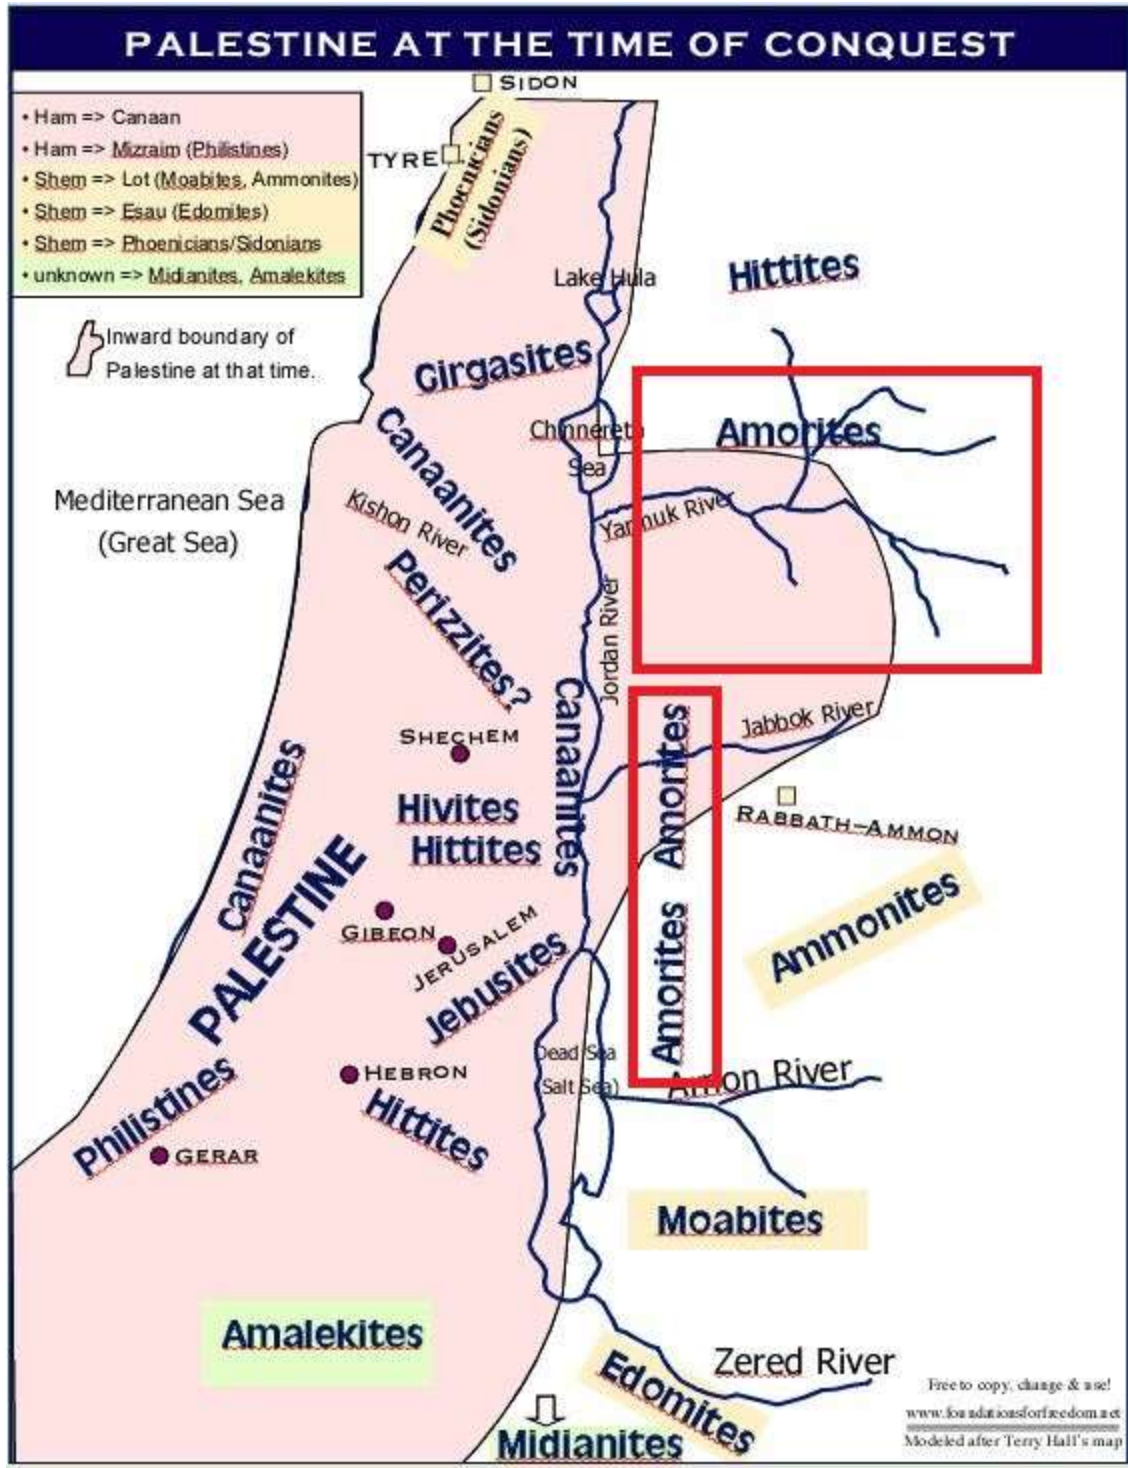 PALESTINE AT THE TIME OF CONQUEST
SIDON
• Ham => Canaan
• Ham => Mizraim (Philistines)
• Shem => Lot (Moabites, Ammonites)
• Shem => Esau (Edomites)
• Shem => Phoenicians/Sidonians
• unknown => Midianites, Amalekites
TYRE
Phoenicians
(Sidonians)
Inward boundary of
Palestine at that time.
Lake Hula
Hittites
Girgasites
Amorites
Chinnereth
Sea
Canaanites
Mediterranean Sea
(Great Sea)
Kishon River
Yarmuk River
Perizzites?
Jordan River
Canaanites
SHECHEM
Amorites
Jabbok River
Canaanites
Hivites
Hittites
RABBATH-AMMON
PALESTINE
GIBEON
JERUSALEM
Jebusites
Amorites
Ammonites
Dead Sea
(Salt Sea)
Arnon River
Philistines
HEBRON
Hittites
GERAR
Moabites
Amalekites
Edomites
Zered River
Midianites
Free to copy, change & use!
www.foundationsforfreedom.net
Modeled after Terry Hall's map